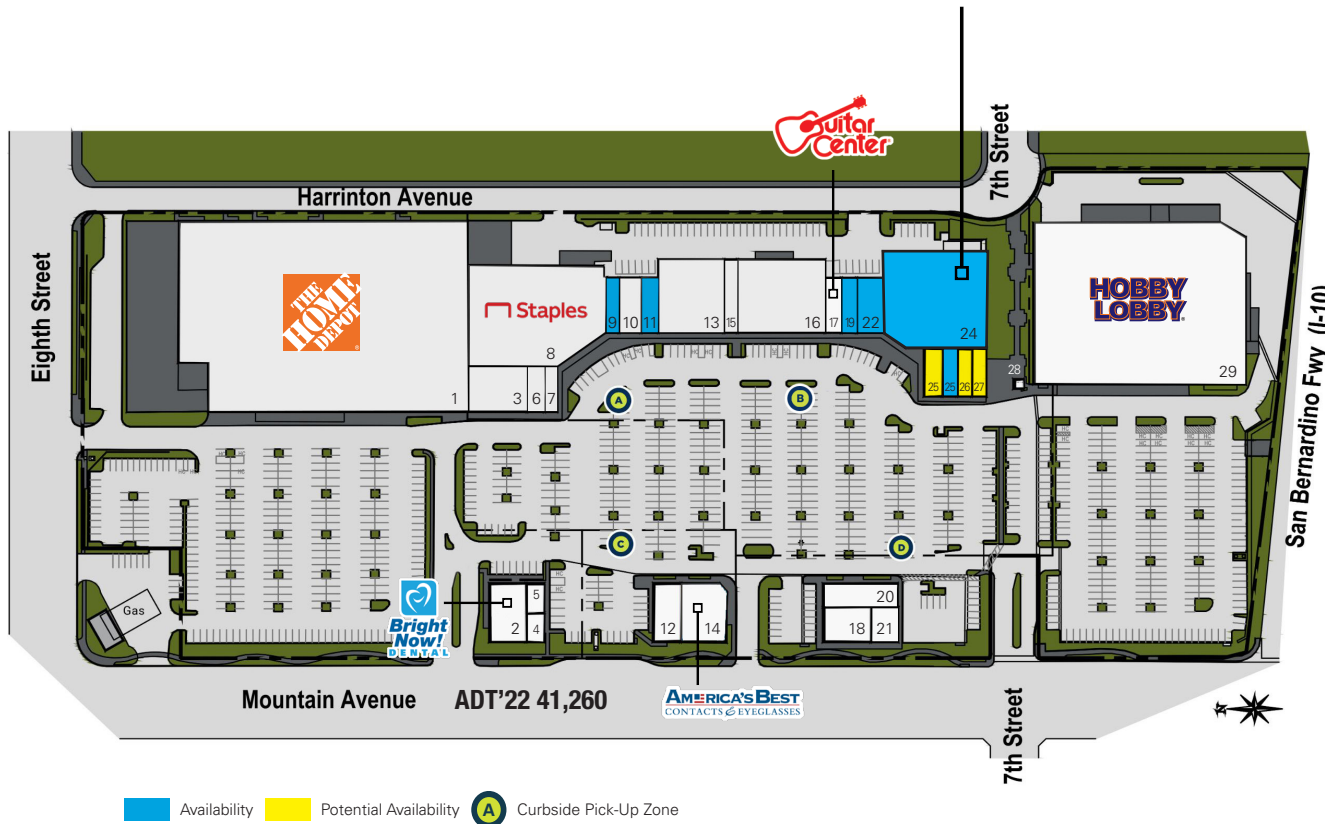 Guitar
Center
7th Street
Harrinton Avenue
Eighth Street
THE
HOME
DEPOT
Staples
HOBBY
LOBBY
San Bernardino Fwy (I-10)
1
3
6
7
8
9
10
11
13
15
16
17
19
22
24
25
25
26
27
28
29
A
B
C
D
HC
Gas
Bright
Now!
DENTAL
2
5
4
12
14
20
18
21
AMERICA'S BEST
CONTACTS & EYEGLASSES
Mountain Avenue
ADT'22 41,260
7th Street
N
Availability
Potential Availability
A
Curbside Pick-Up Zone